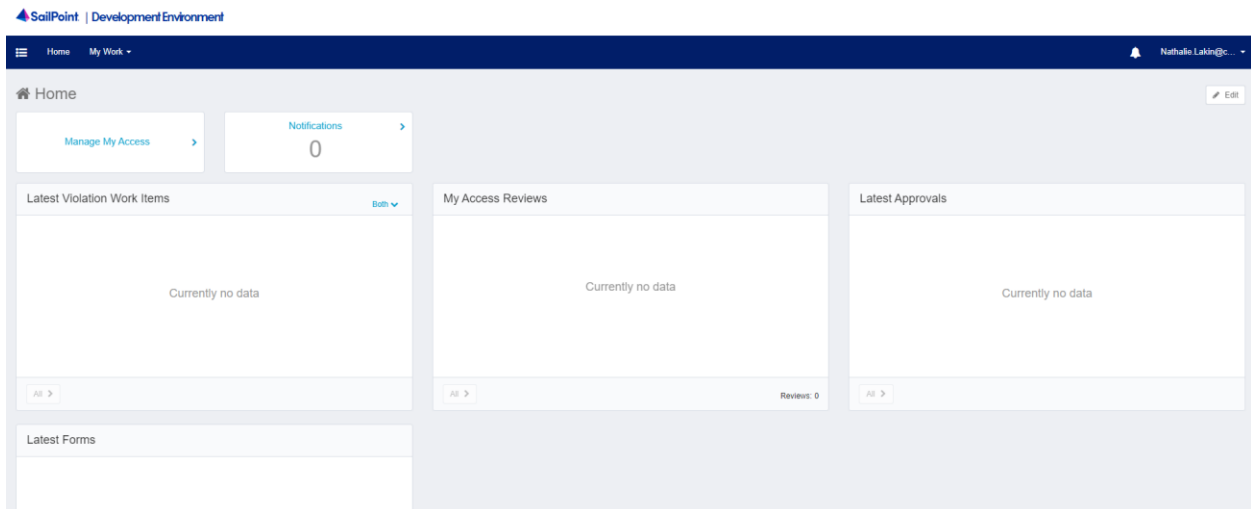 SailPoint. | Development Environment
Home My Work
Nathalie.Lakin@c...
Home
Edit
Manage My Access
Notifications
0
Latest Violation Work Items
Both
Currently no data
All
My Access Reviews
Currently no data
All
Reviews: 0
Latest Approvals
Currently no data
All
Latest Forms